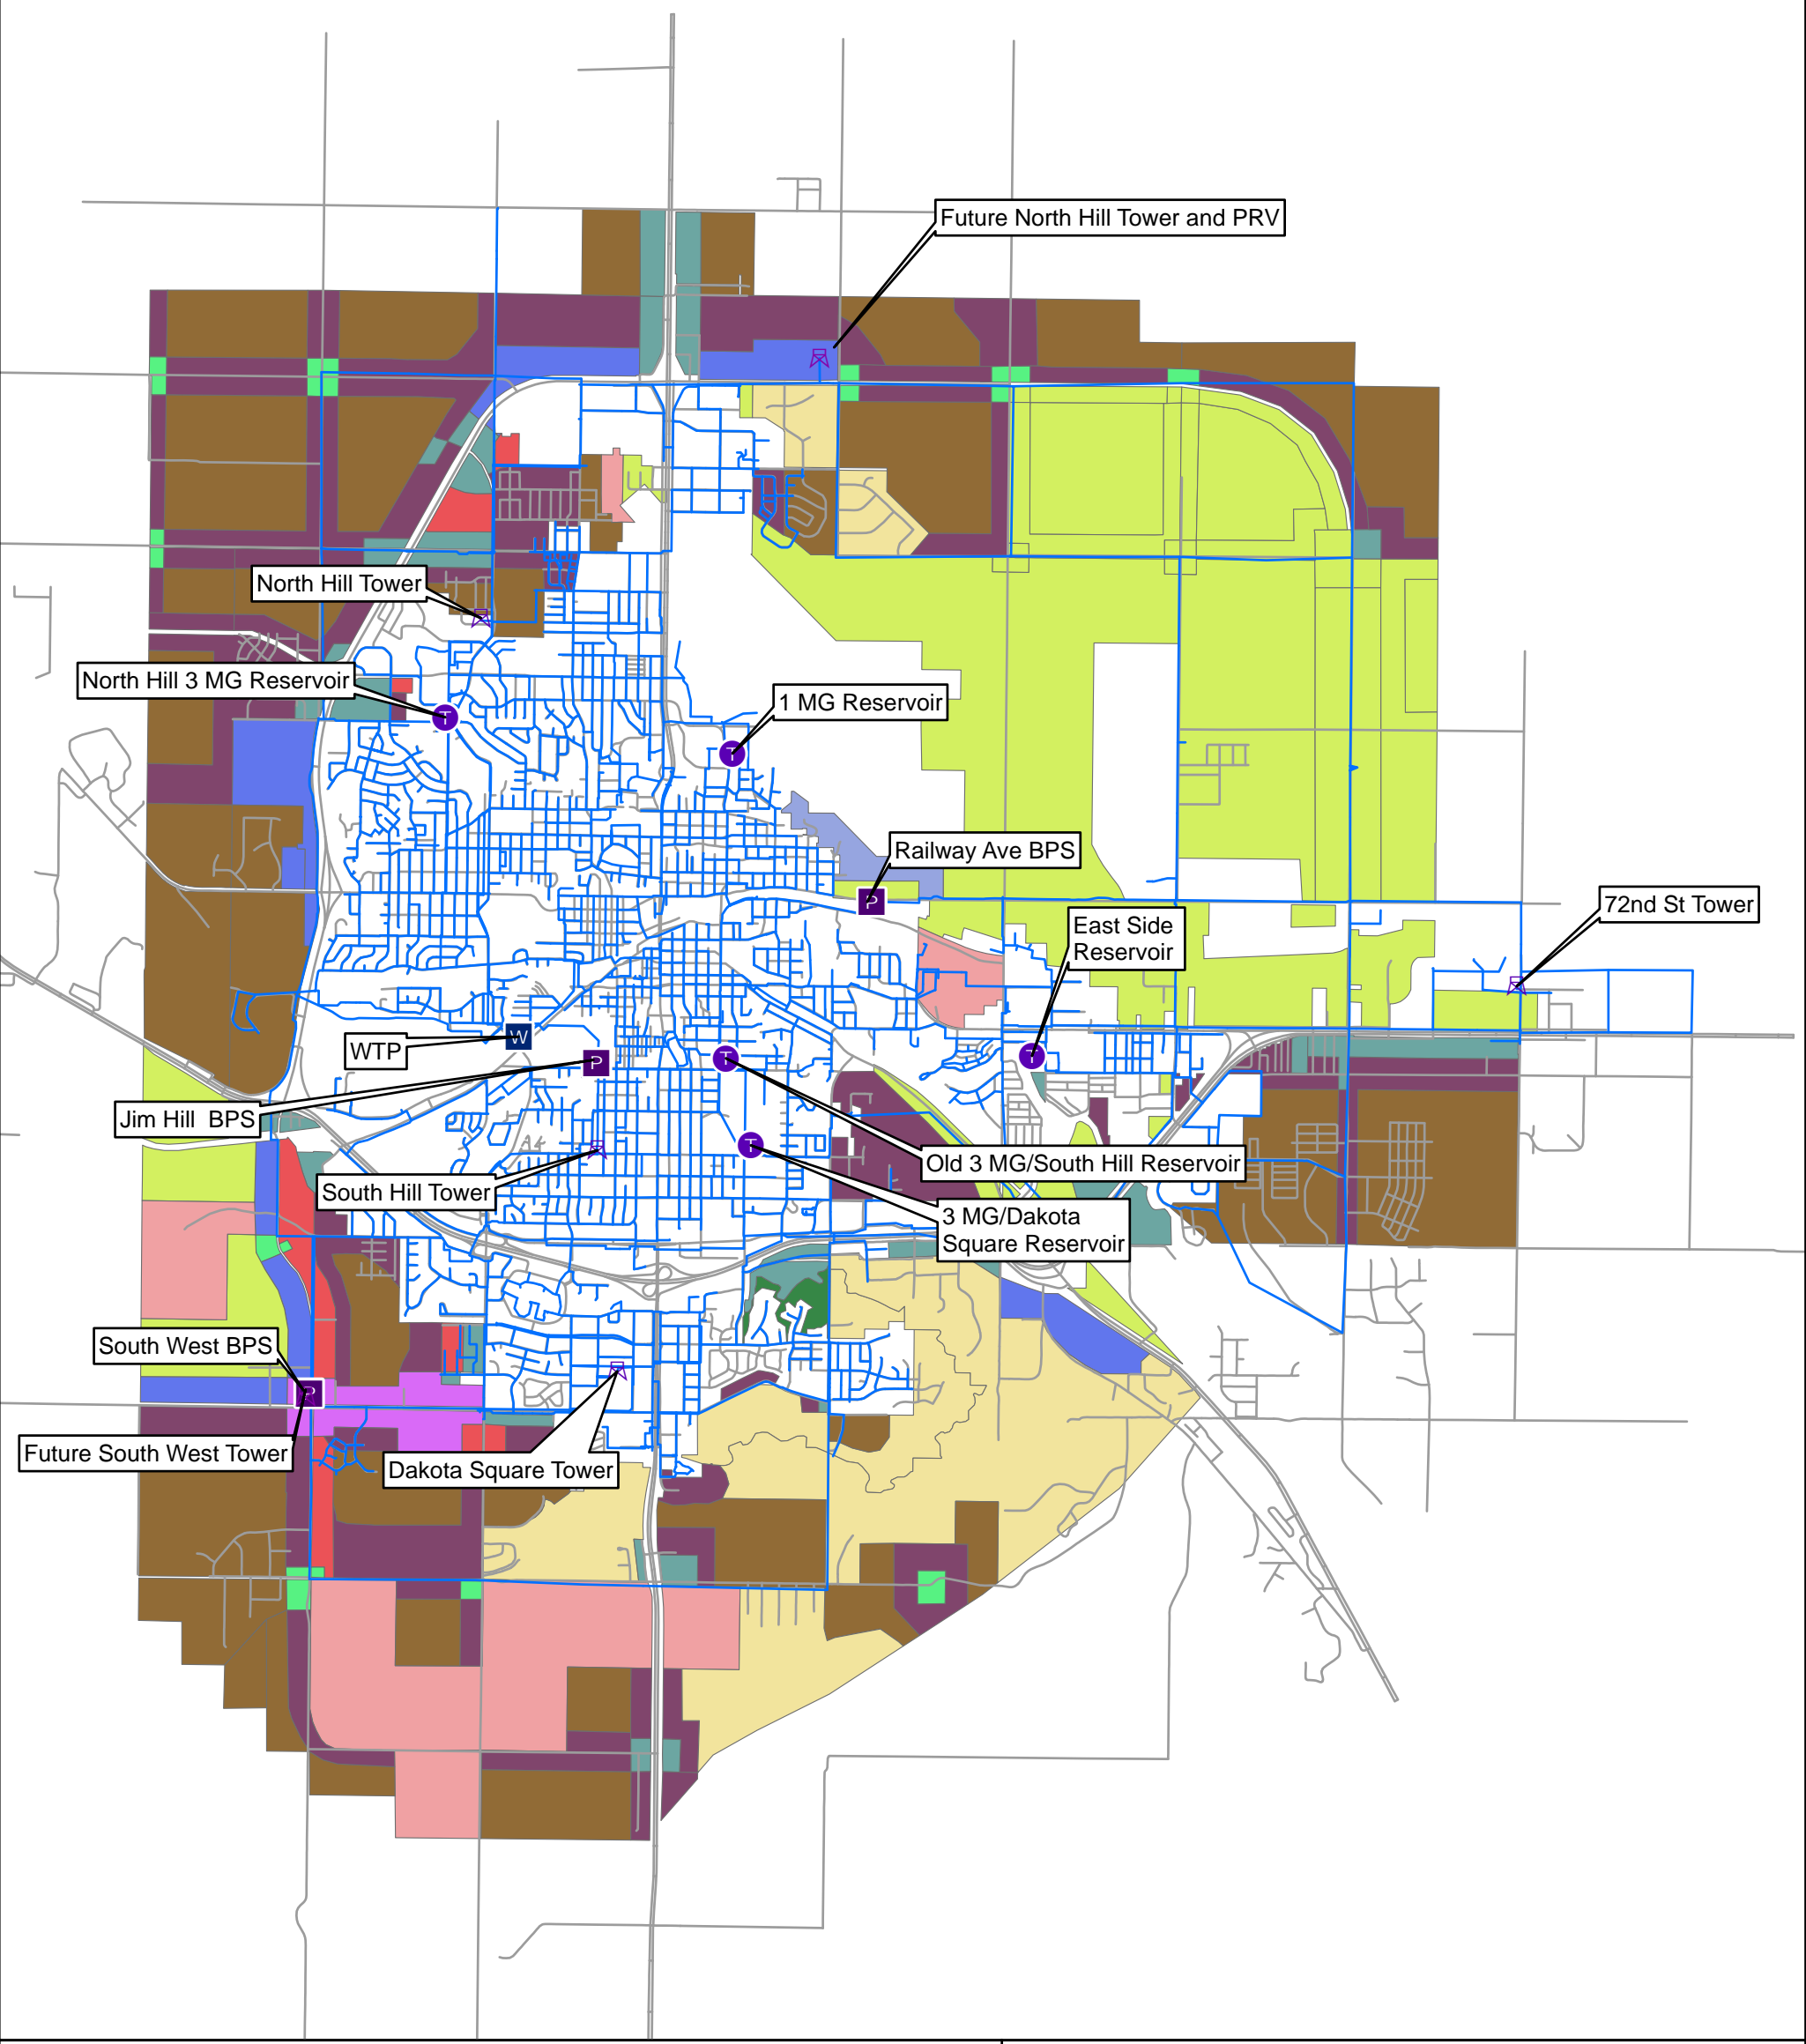 Future North Hill Tower and PRV
North Hill Tower
North Hill 3 MG Reservoir
T
1 MG Reservoir
T
Railway Ave BPS
P
72nd St Tower
East Side
Reservoir
W
WTP
P
T
T
Jim Hill  BPS
T
Old 3 MG/South Hill Reservoir
South Hill Tower
3 MG/Dakota
Square Reservoir
South West BPS
P
Future South West Tower
Dakota Square Tower